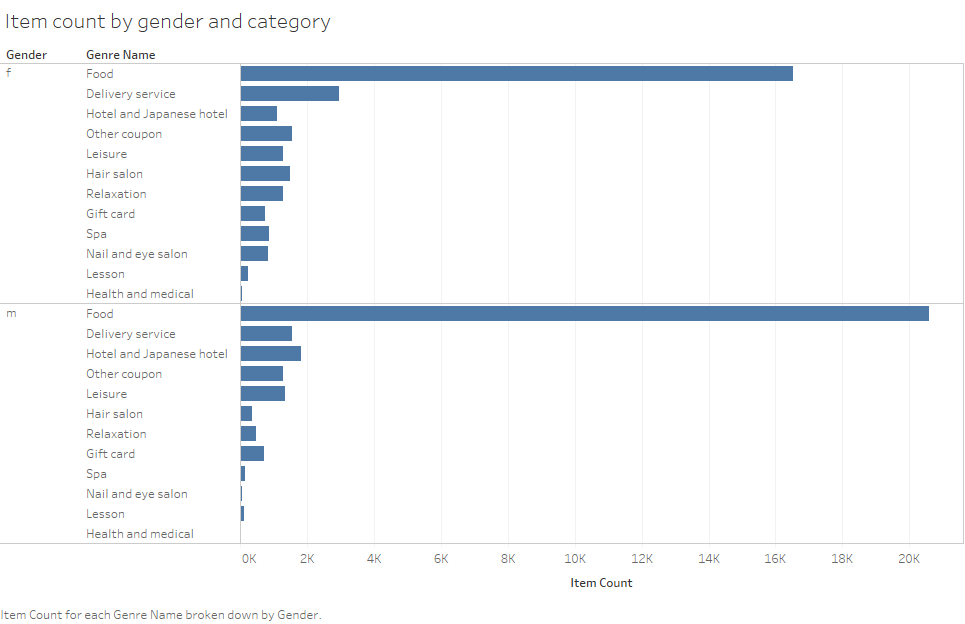 Item count by gender and category
Gender Genre Name
f Food
Delivery service
Hotel and Japanese hotel
Other coupon
Leisure
Hair salon
Relaxation
Gift card
Spa
Nail and eye salon
Lesson
Health and medical
m Food
Delivery service
Hotel and Japanese hotel
Other coupon
Leisure
Hair salon
Relaxation
Gift card
Spa
Nail and eye salon
Lesson
Health and medical
0K 2K 4K 6K 8K 10K 12K 14K 16K 18K 20K
Item Count
Item Count for each Genre Name broken down by Gender.